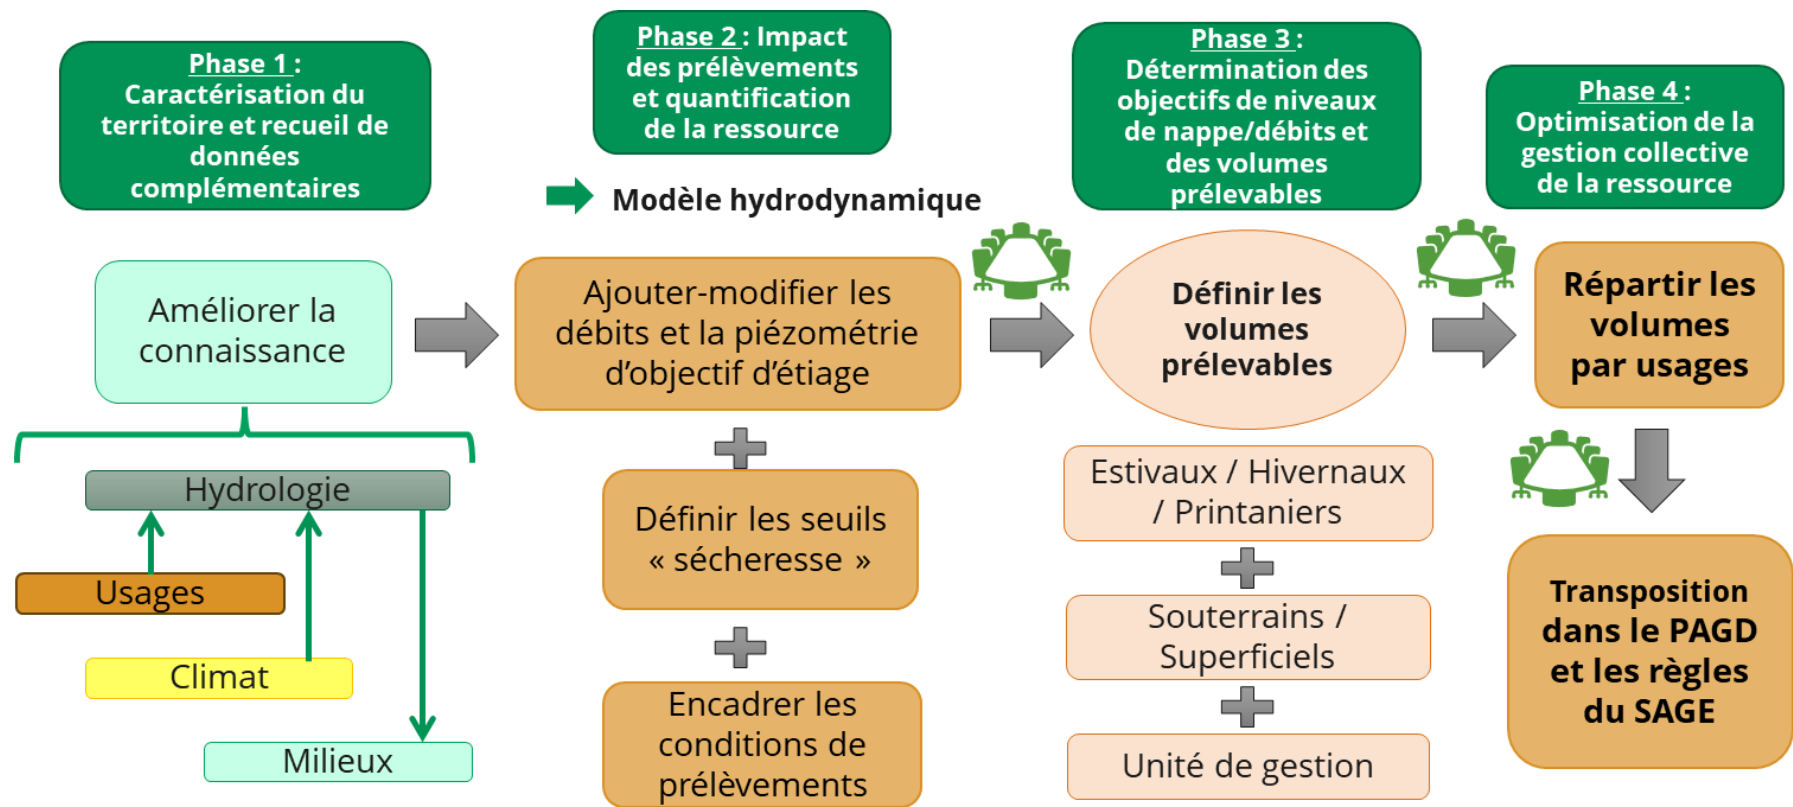 Phase 1 :
Caractérisation du
territoire et recueil de
données
complémentaires
Phase 2 : Impact
des prélèvements
et quantification
de la ressource
Modèle hydrodynamique
Phase 3 :
Détermination des
objectifs de niveaux
de nappe/débits et
des volumes
prélevables
Phase 4 :
Optimisation de la
gestion collective
de la ressource
Améliorer la
connaissance
Hydrologie
Usages
Climat
Milieux
Ajouter-modifier les
débits et la piézométrie
d’objectif d’étiage
Définir les seuils
« sécheresse »
Encadrer les
conditions de
prélèvements
Définir les
volumes
prélevables
Estivaux / Hivernaux
/ Printaniers
Souterrains /
Superficiels
Unité de gestion
Répartir les
volumes
par usages
Transposition
dans le PAGD
et les règles
du SAGE